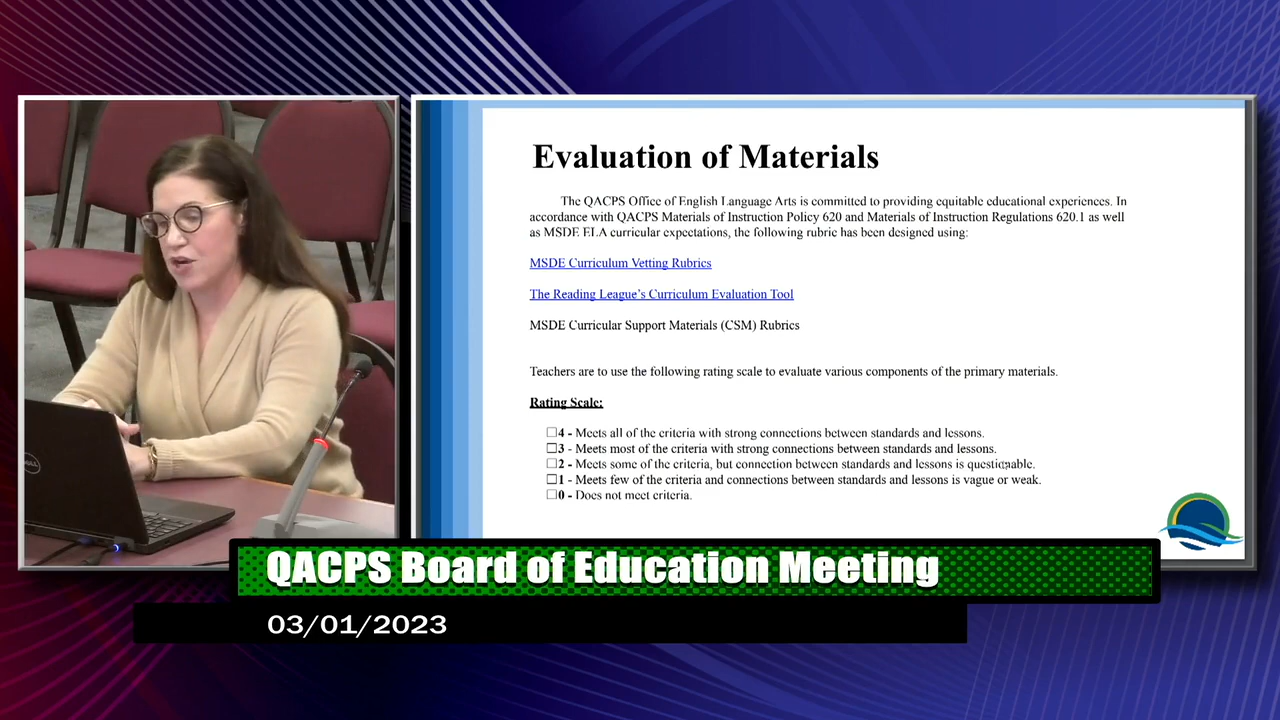 Evaluation of Materials
The QACPS Office of English Language Arts is committed to providing equitable educational experiences. In
accordance with QACPS Materials of Instruction Policy 620 and Materials of Instruction Regulations 620.1 as well
as MSDE ELA curricular expectations, the following rubric has been designed using:
MSDE Curriculum Vetting Rubrics
The Reading League's Curriculum Evaluation Tool
MSDE Curricular Support Materials (CSM) Rubrics
Teachers are to use the following rating scale to evaluate various components of the primary materials.
Rating Scale:
☐4 - Meets all of the criteria with strong connections between standards and lessons.
☐3 - Meets most of the criteria with strong connections between standards and lessons.
☐2 - Meets some of the criteria, but connection between standards and lessons is questionable.
☐1 - Meets few of the criteria and connections between standards and lessons is vague or weak.
☐0 - Does not meet criteria.
DELL
QACPS Board of Education Meeting
03/01/2023